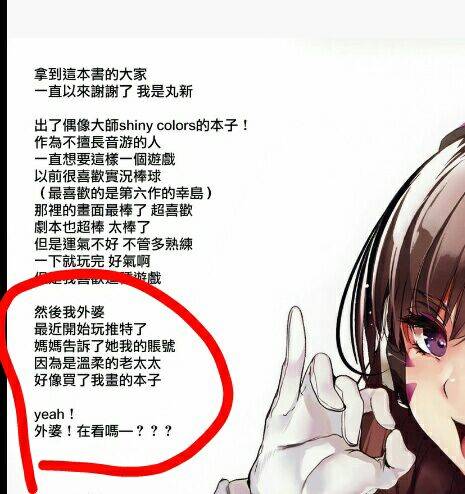 拿到這本書的大家
一直以來謝謝了 我是丸新
出了偶像大師shiny colors的本子！
作為不擅長音游的人
一直想要這樣一個遊戲
以前很喜歡實況棒球
（最喜歡的是第六作的幸島）
那裡的畫面最棒了 超喜歡
劇本也超棒 太棒了
但是運氣不好 不管多熟練
一下就玩完 好氣啊
但是我喜歡這種遊戲
然後我外婆
最近開始玩推特了
媽媽告訴了她我的賬號
因為是溫柔的老太太
好像買了我畫的本子
yeah！
外婆！在看嗎一？？？